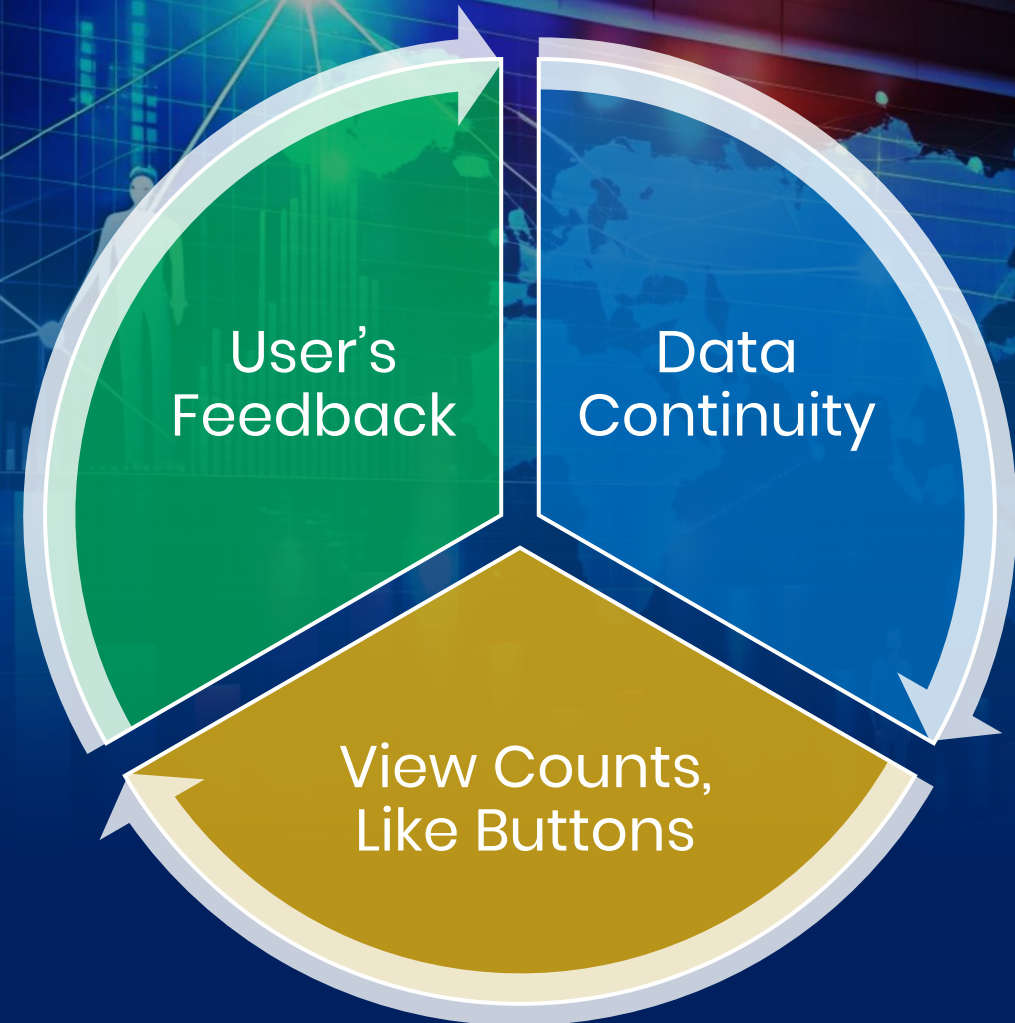 User’s
Feedback
Data
Continuity
View Counts,
Like Buttons